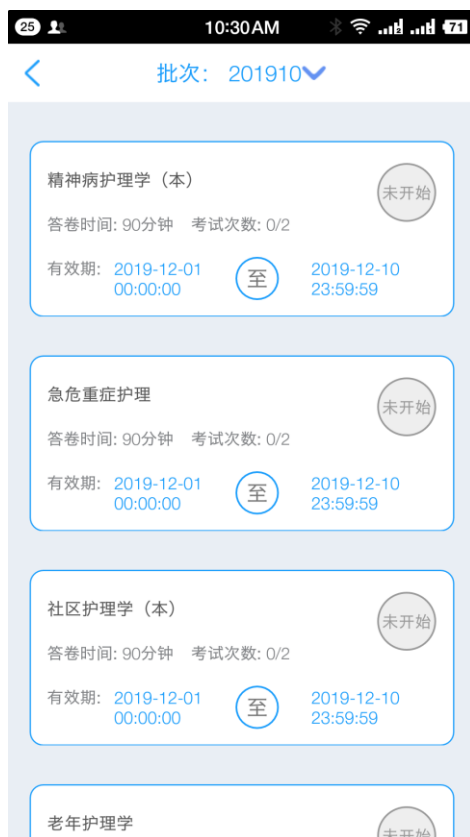 25 10:30AM 71
批次: 201910
精神病护理学（本）
未开始
答卷时间: 90分钟 考试次数: 0/2
有效期: 2019-12-01 至 2019-12-10
00:00:00 23:59:59
急危重症护理
未开始
答卷时间: 90分钟 考试次数: 0/2
有效期: 2019-12-01 至 2019-12-10
00:00:00 23:59:59
社区护理学（本）
未开始
答卷时间: 90分钟 考试次数: 0/2
有效期: 2019-12-01 至 2019-12-10
00:00:00 23:59:59
老年护理学
未开始